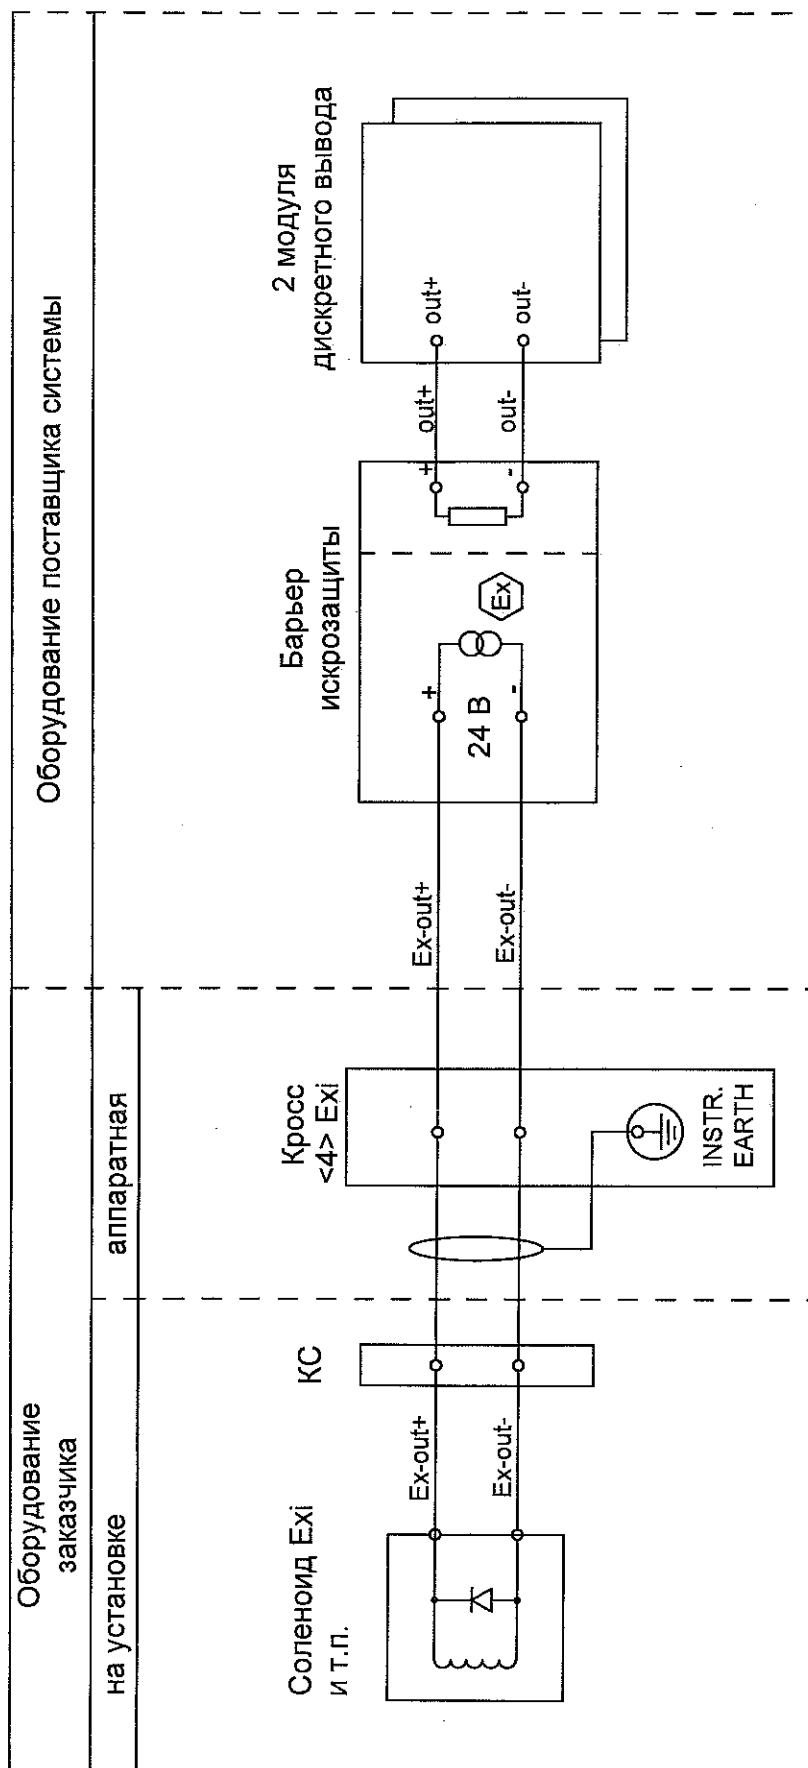 Оборудование
заказчика
Оборудование поставщика системы
на установке
аппаратная
Соленоид Exi
и т.п.
КС
Кросс
<4> Exi
Барьер
искрозащиты
2 модуля
дискретного вывода
Ex-out+
Ex-out-
Ex-out+
Ex-out-
+
-
24 В
Ex
+
-
out+
out-
out+
out-
INSTR.
EARTH